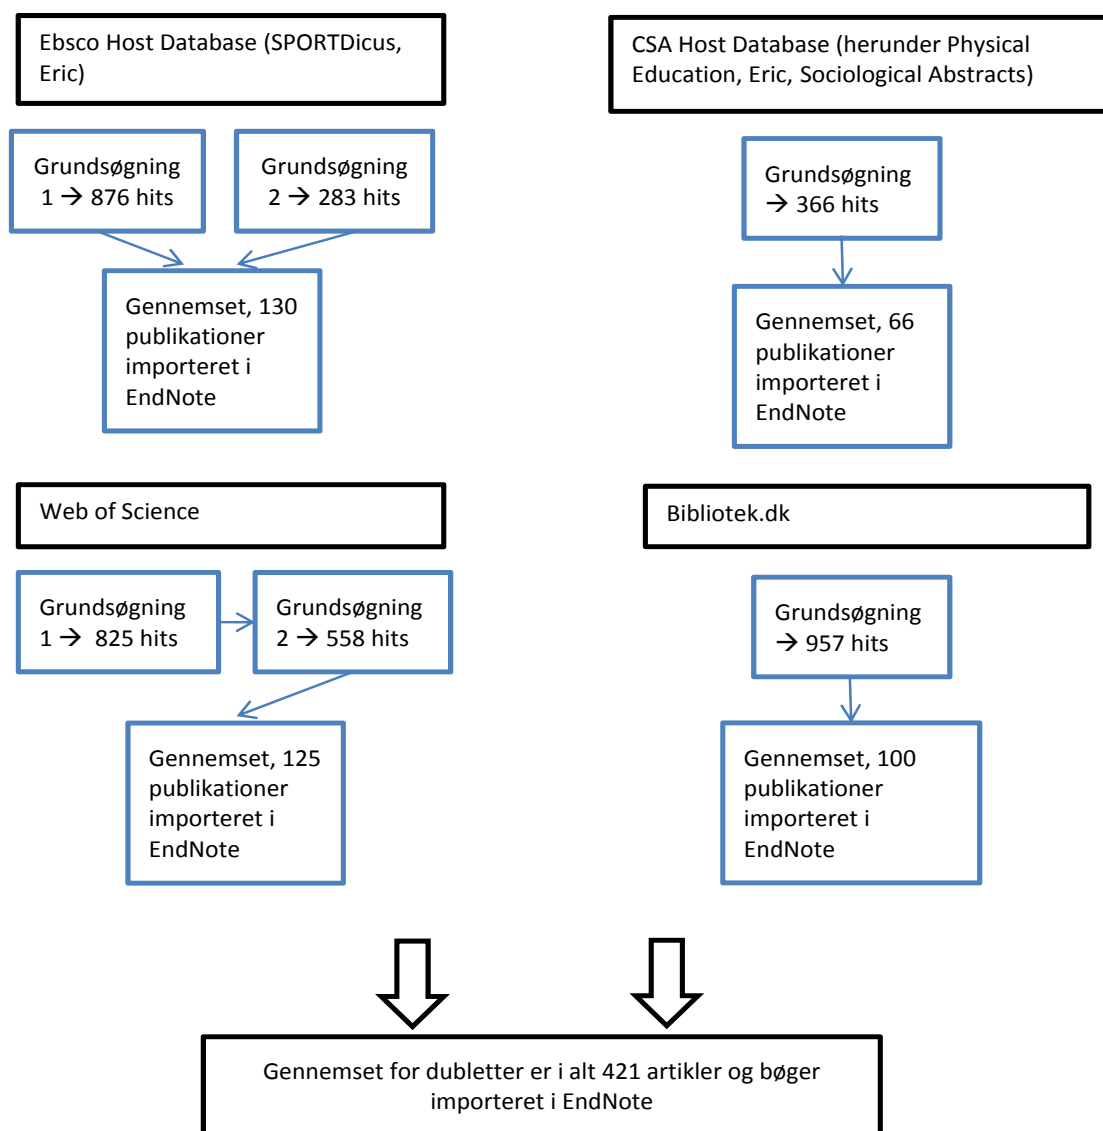 Ebsco Host Database (SPORTDicus,
Eric)
CSA Host Database (herunder Physical
Education, Eric, Sociological Abstracts)
Grundsøgning
1 → 876 hits
Grundsøgning
2 → 283 hits
Grundsøgning
→ 366 hits
Gennemset, 130
publikationer
importeret i
EndNote
Gennemset, 66
publikationer
importeret i
EndNote
Web of Science
Bibliotek.dk
Grundsøgning
1 → 825 hits
Grundsøgning
2 → 558 hits
Grundsøgning
→ 957 hits
Gennemset, 125
publikationer
importeret i
EndNote
Gennemset, 100
publikationer
importeret i
EndNote
Gennemset for dubletter er i alt 421 artikler og bøger
importeret i EndNote